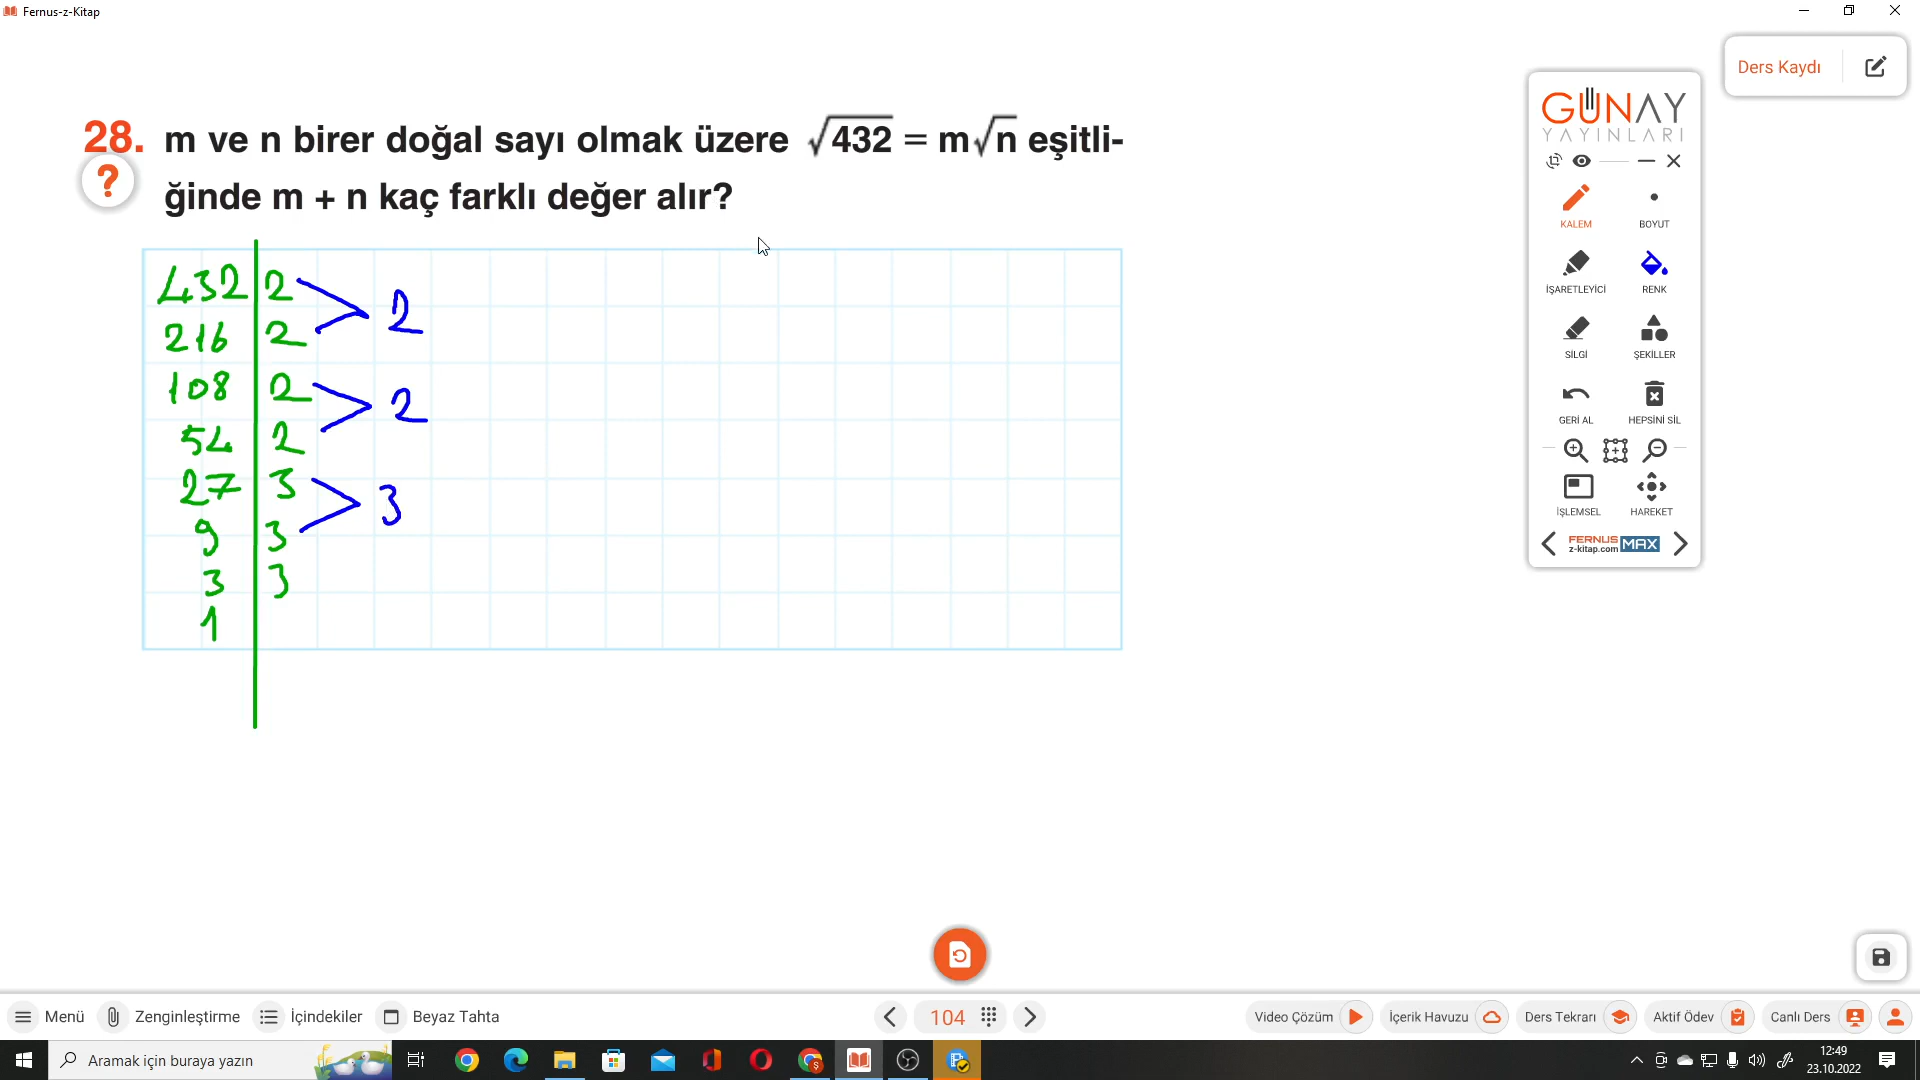 Fernus-z-Kitap
Ders Kaydı
28. m ve n birer doğal sayı olmak üzere √432 = m√n eşitli-
ğinde m + n kaç farklı değer alır?
?
432 2
216 2
2
108 2
54 2
2
27 3
9 3
3
3 3
1
GÜNAY
YAYINLARI
KALEM BOYUT
İŞARETLEYİCİ RENK
SİLGİ ŞEKİLLER
GERİ AL HEPSİNİ SİL
İŞLEMSEL HAREKET
FERNUS
z-kitap.com MAX
Menü Zenginleştirme İçindekiler Beyaz Tahta 104 Video Çözüm İçerik Havuzu Ders Tekrarı Aktif Ödev Canlı Ders
Aramak için buraya yazın
12:49
23.10.2022